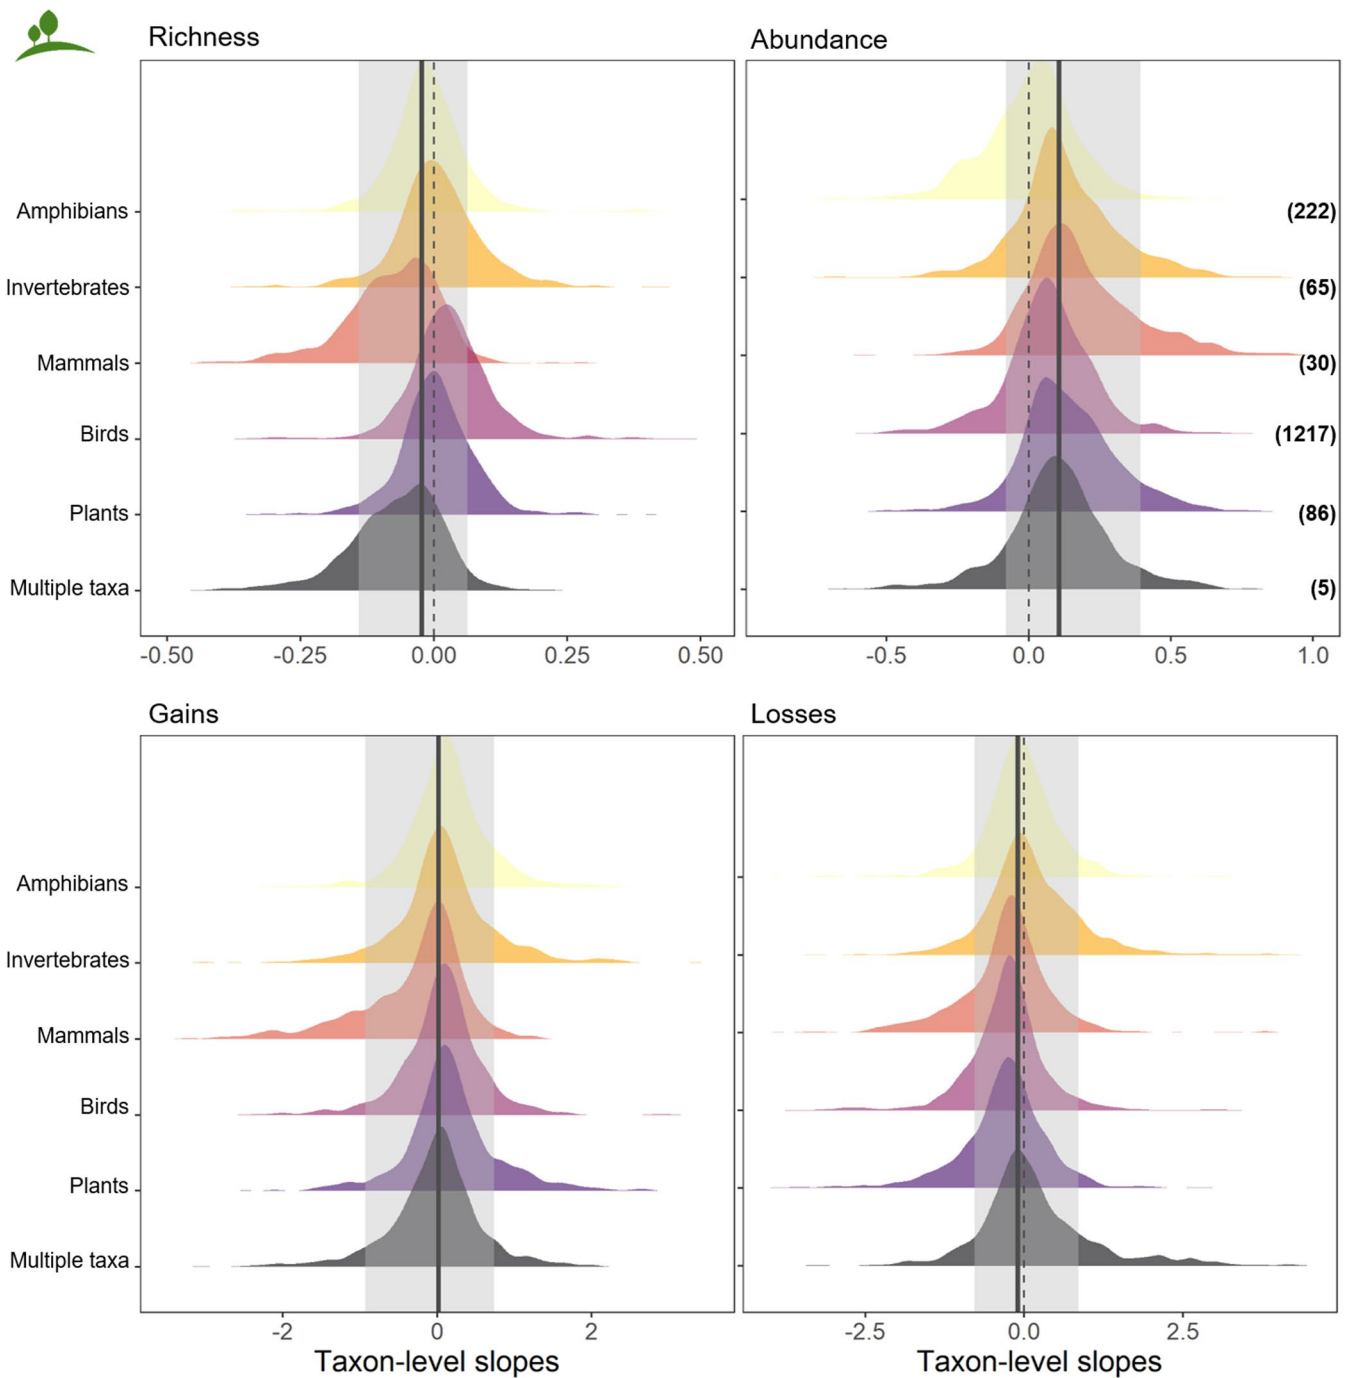 Richness
Abundance
Amphibians
(222)
Invertebrates
(65)
Mammals
(30)
Birds
(1217)
Plants
(86)
Multiple taxa
(5)
-0.50 -0.25 0.00 0.25 0.50
-0.5 0.0 0.5 1.0
Gains
Losses
Amphibians
Invertebrates
Mammals
Birds
Plants
Multiple taxa
-2 0 2
-2.5 0.0 2.5
Taxon-level slopes
Taxon-level slopes